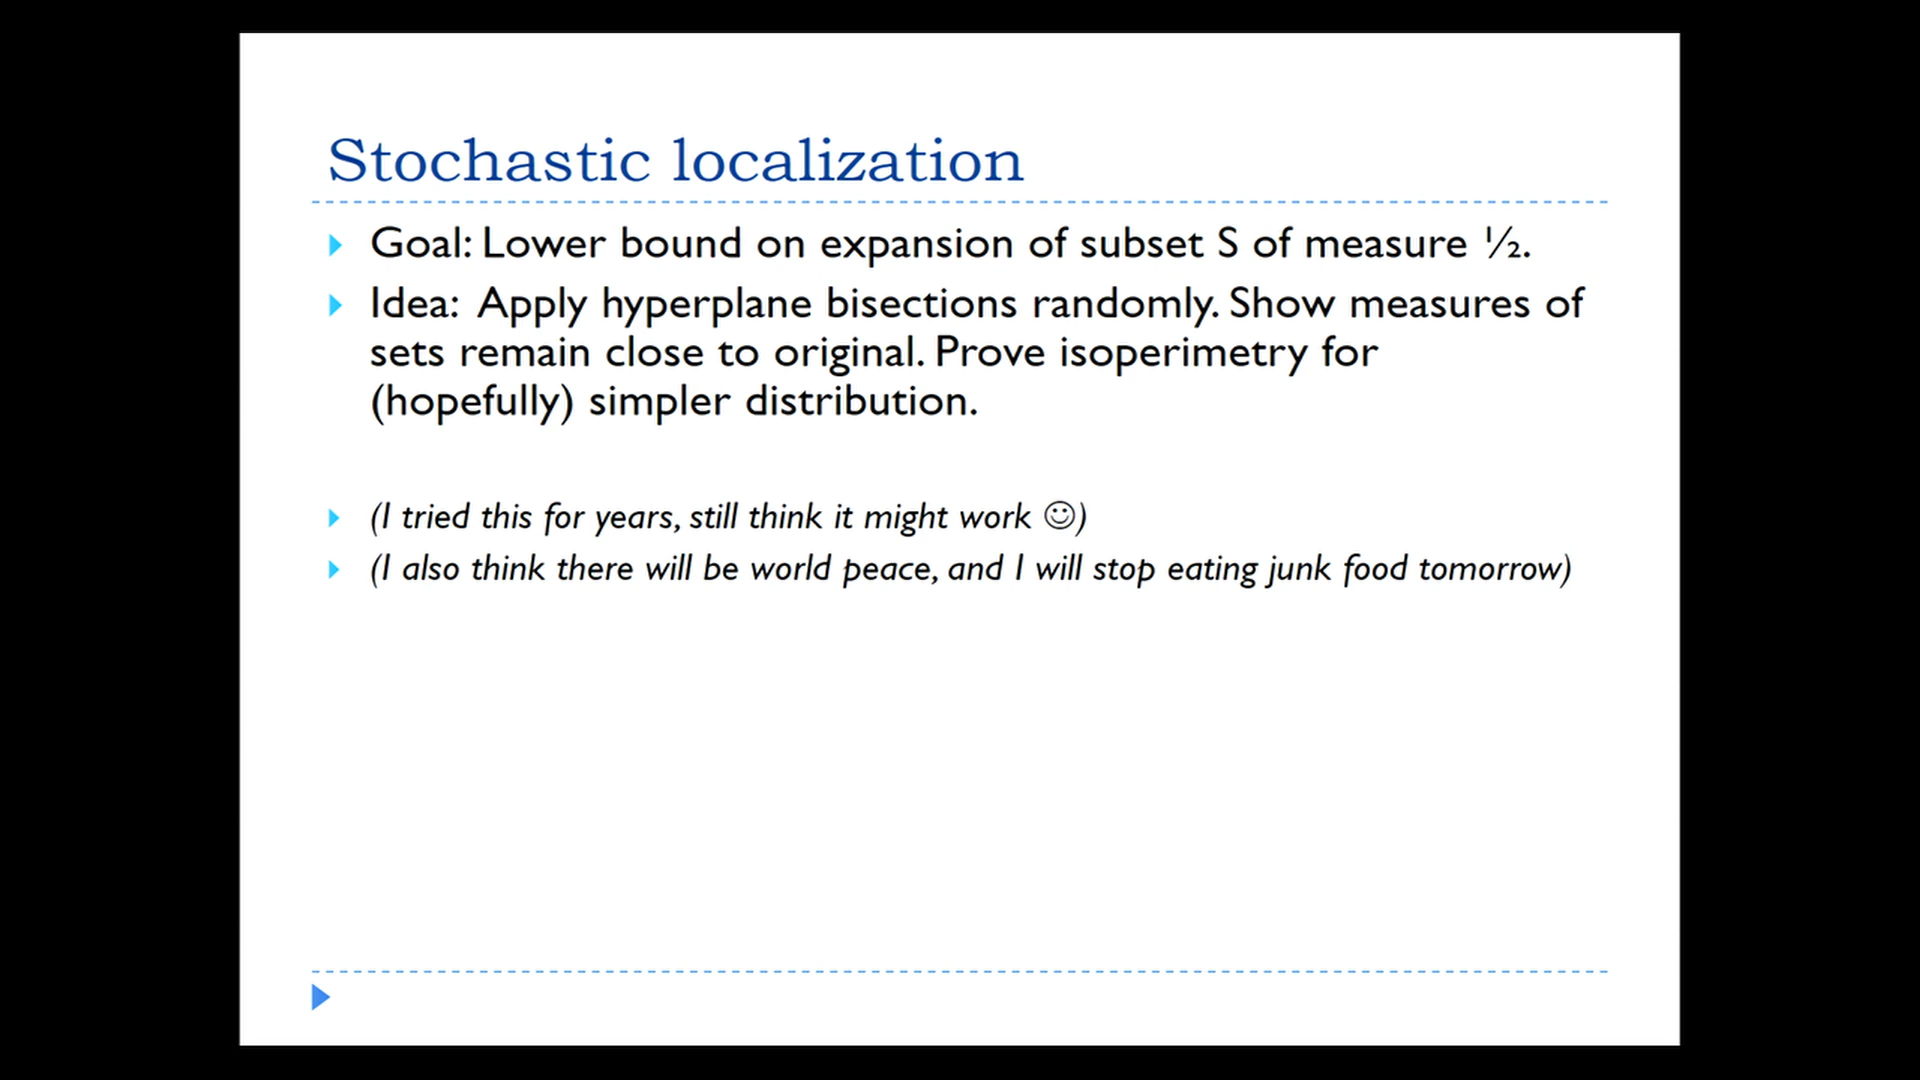 Stochastic localization
Goal: Lower bound on expansion of subset S of measure ½.
Idea: Apply hyperplane bisections randomly. Show measures of
sets remain close to original. Prove isoperimetry for
(hopefully) simpler distribution.
(I tried this for years, still think it might work ☺)
(I also think there will be world peace, and I will stop eating junk food tomorrow)